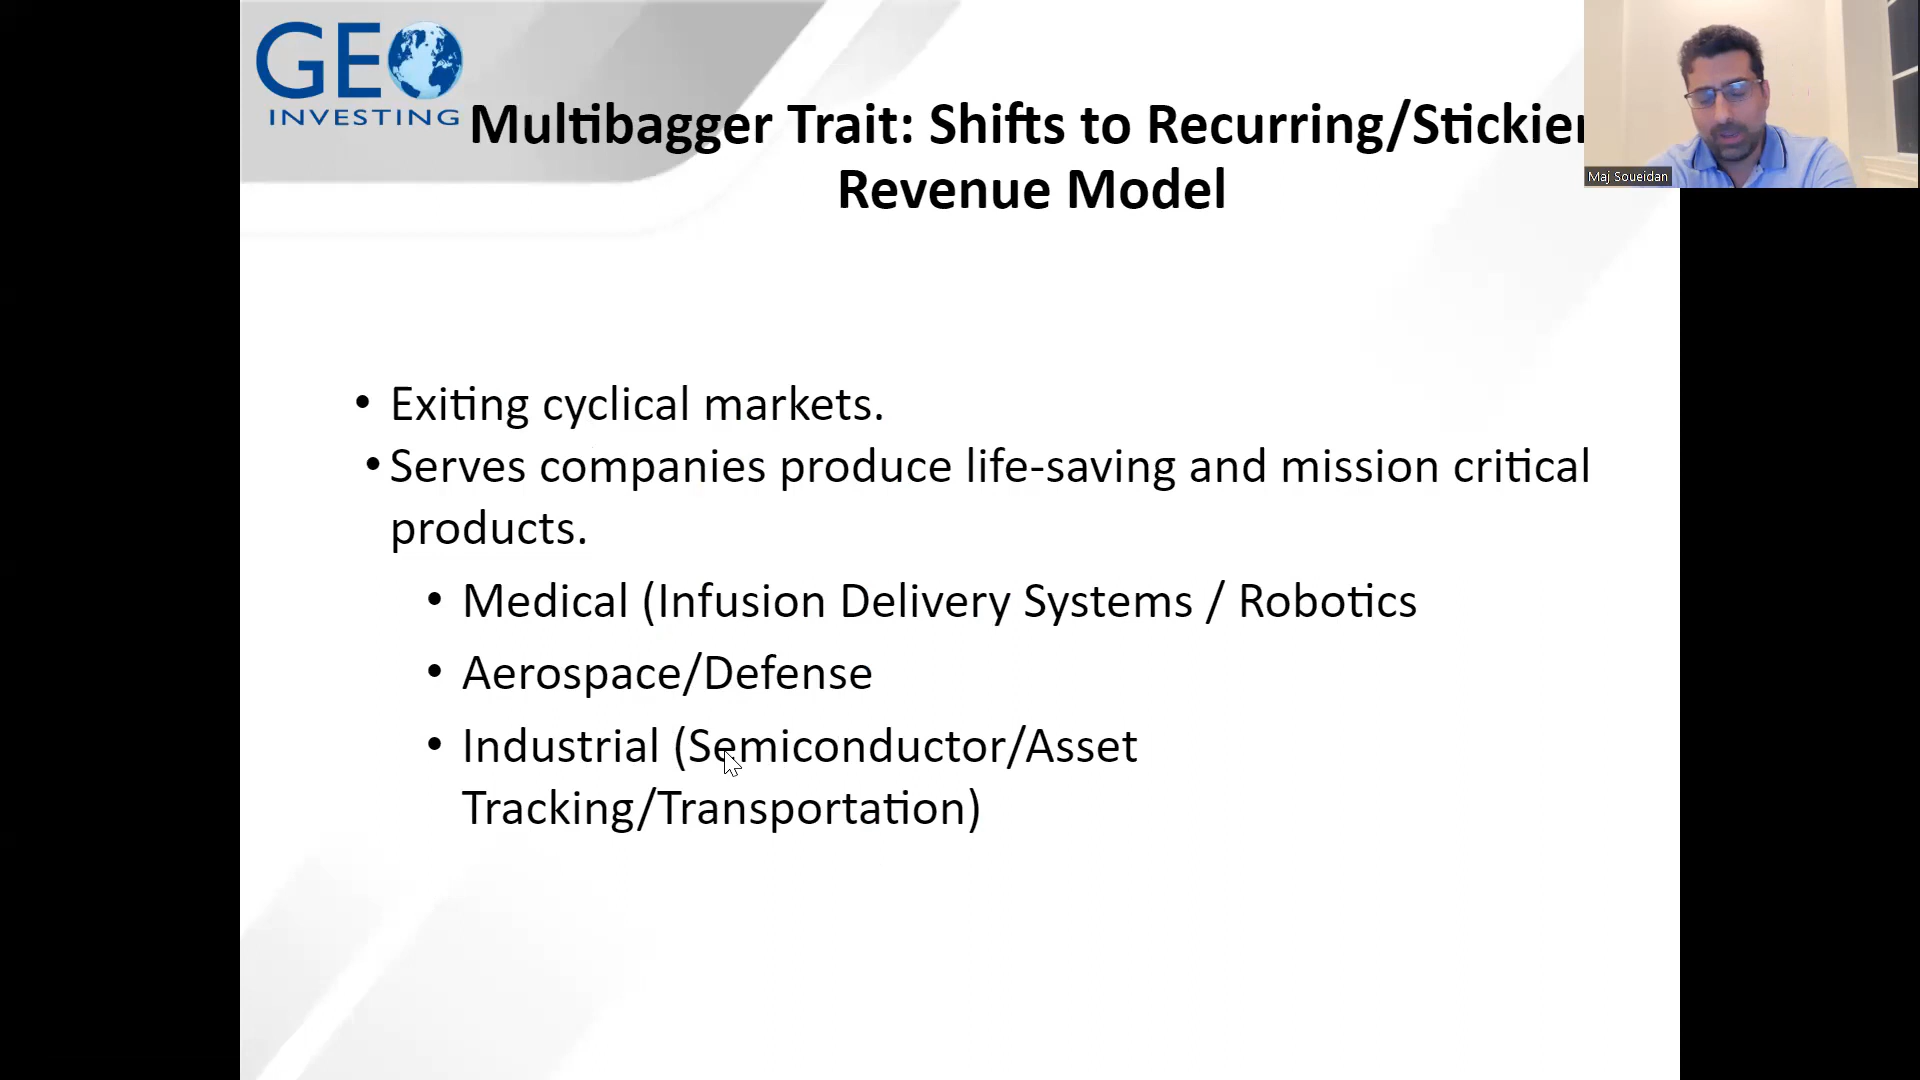 GEO
INVESTING
Multibagger Trait: Shifts to Recurring/Stickier
Revenue Model
Maj Soueidan
• Exiting cyclical markets.
• Serves companies produce life-saving and mission critical
products.
• Medical (Infusion Delivery Systems / Robotics
• Aerospace/Defense
• Industrial (Semiconductor/Asset
Tracking/Transportation)